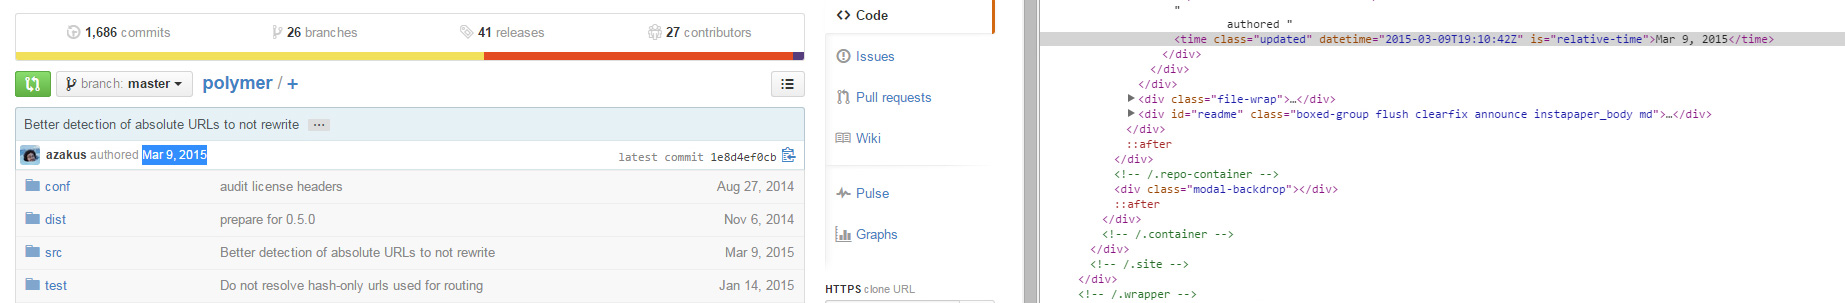 1,686 commits 26 branches 41 releases 27 contributors
branch: master polymer / +
Better detection of absolute URLs to not rewrite ...
azakus authored Mar 9, 2015 latest commit 1e8d4ef0cb
conf audit license headers Aug 27, 2014
dist prepare for 0.5.0 Nov 6, 2014
src Better detection of absolute URLs to not rewrite Mar 9, 2015
test Do not resolve hash-only urls used for routing Jan 14, 2015
Code
Issues
Pull requests
Wiki
Pulse
Graphs
HTTPS clone URL
"
authored "
<time class="updated" datetime="2015-03-09T19:10:42Z" is="relative-time">Mar 9, 2015</time>
</div>
</div>
</div>
<div class="file-wrap">…</div>
<div id="readme" class="boxed-group flush clearfix announce instapaper_body md">…</div>
</div>
::after
</div>
<!-- /.repo-container -->
<div class="modal-backdrop"></div>
::after
</div>
<!-- /.container -->
</div>
<!-- /.site -->
</div>
<!-- /.wrapper -->